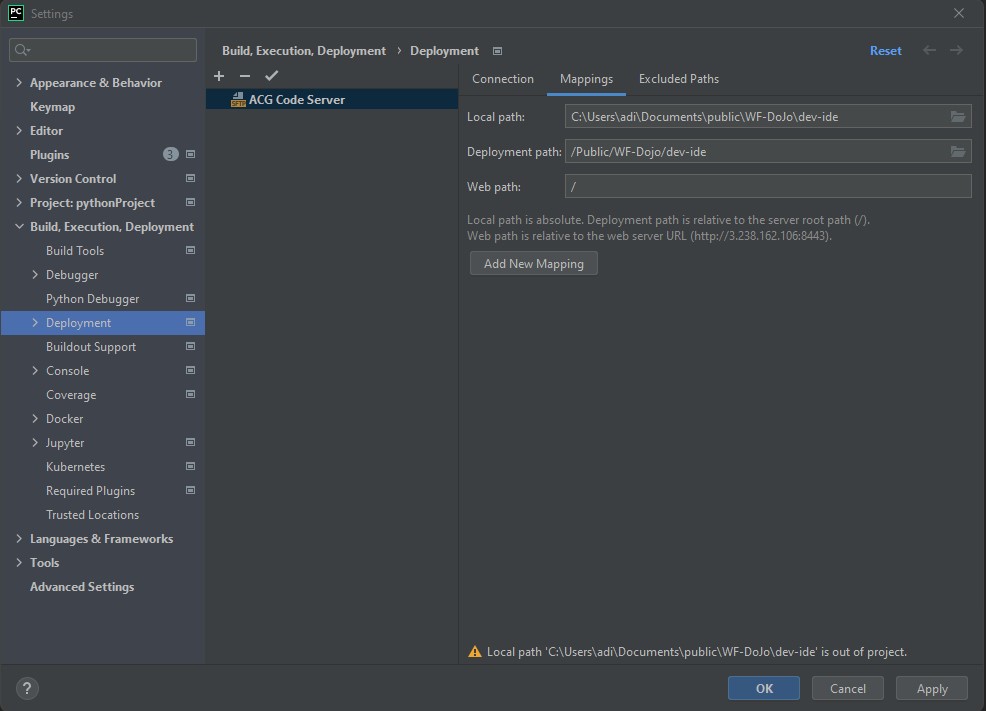 PC Settings
Build, Execution, Deployment › Deployment
Reset
Appearance & Behavior
Keymap
Editor
Plugins 3
Version Control
Project: pythonProject
Build, Execution, Deployment
Build Tools
Debugger
Python Debugger
Deployment
Buildout Support
Console
Coverage
Docker
Jupyter
Kubernetes
Required Plugins
Trusted Locations
Languages & Frameworks
Tools
Advanced Settings
SFTP ACG Code Server
Connection Mappings Excluded Paths
Local path: C:\Users\adi\Documents\public\WF-DoJo\dev-ide
Deployment path: /Public/WF-Dojo/dev-ide
Web path: /
Local path is absolute. Deployment path is relative to the server root path (/).
Web path is relative to the web server URL (http://3.238.162.106:8443).
Add New Mapping
Local path 'C:\Users\adi\Documents\public\WF-DoJo\dev-ide' is out of project.
?
OK Cancel Apply